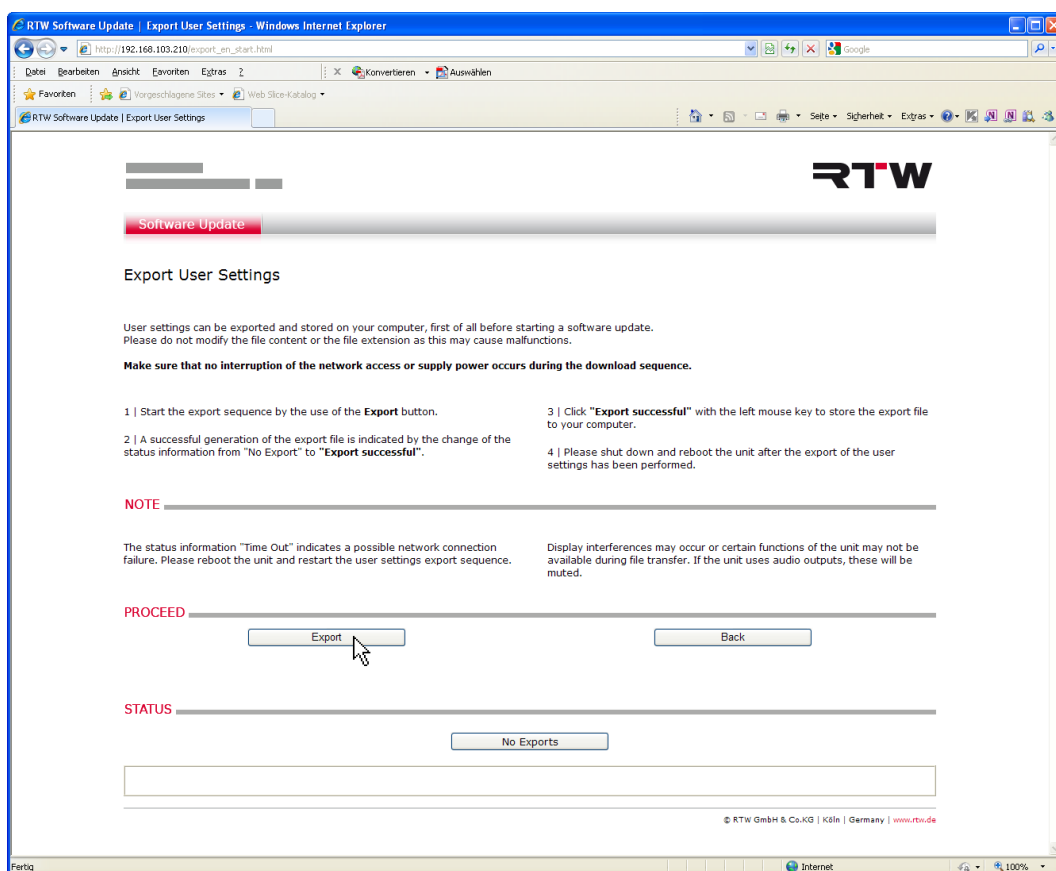 RTW Software Update | Export User Settings - Windows Internet Explorer
http://192.168.103.210/export_en_start.html
Google
Datei Bearbeiten Ansicht Favoriten Extras ?
X Konvertieren Auswählen
Favoriten Vorgeschlagene Sites Web Slice-Katalog
RTW Software Update | Export User Settings
Seite Sicherheit Extras
RTW
Software Update
Export User Settings
User settings can be exported and stored on your computer, first of all before starting a software update.
Please do not modify the file content or the file extension as this may cause malfunctions.
Make sure that no interruption of the network access or supply power occurs during the download sequence.
1 | Start the export sequence by the use of the Export button.
2 | A successful generation of the export file is indicated by the change of the
status information from "No Export" to "Export successful".
3 | Click "Export successful" with the left mouse key to store the export file
to your computer.
4 | Please shut down and reboot the unit after the export of the user
settings has been performed.
NOTE
The status information "Time Out" indicates a possible network connection
failure. Please reboot the unit and restart the user settings export sequence.
Display interferences may occur or certain functions of the unit may not be
available during file transfer. If the unit uses audio outputs, these will be
muted.
PROCEED
Export
Back
STATUS
No Exports
© RTW GmbH & Co.KG | Köln | Germany | www.rtw.de
Fertig
Internet
100%